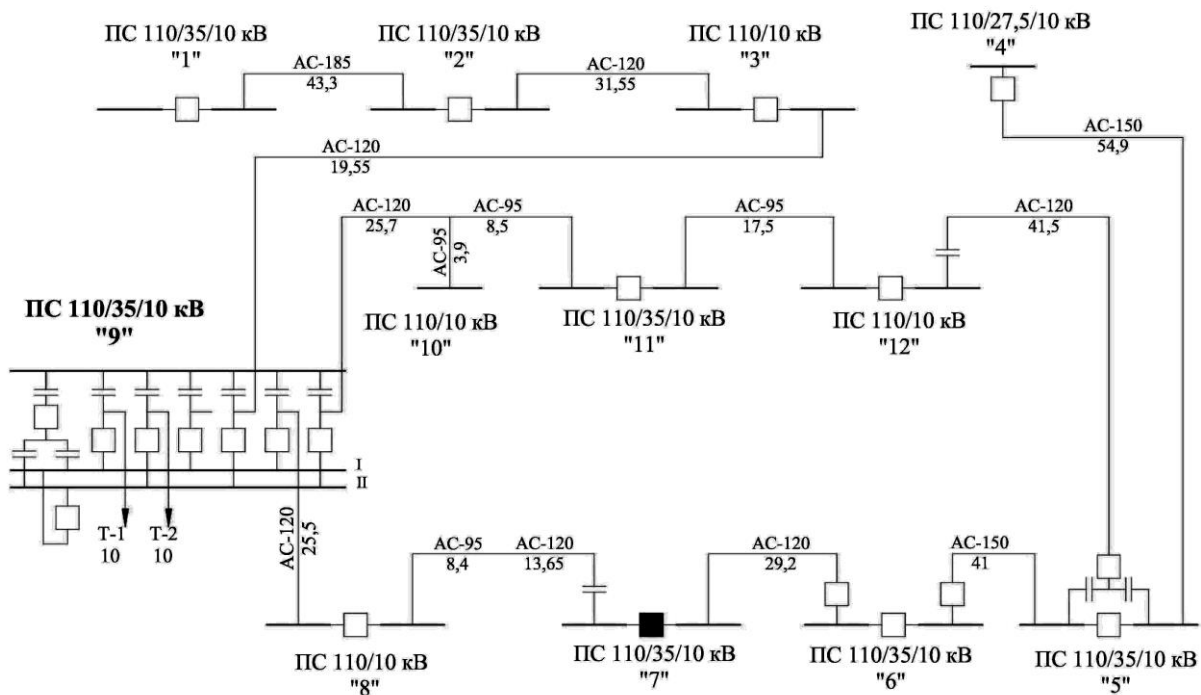 ПС 110/35/10 кВ
"1"
ПС 110/35/10 кВ
"2"
ПС 110/10 кВ
"3"
ПС 110/27,5/10 кВ
"4"
АС-185
43,3
АС-120
31,55
АС-150
54,9
АС-120
19,55
АС-120
25,7
АС-95
8,5
АС-95
3,9
АС-95
17,5
АС-120
41,5
ПС 110/35/10 кВ
"9"
ПС 110/10 кВ
"10"
ПС 110/35/10 кВ
"11"
ПС 110/10 кВ
"12"
I
II
Т-1
10
Т-2
10
АС-120
25,5
АС-95
8,4
АС-120
13,65
АС-120
29,2
АС-150
41
ПС 110/10 кВ
"8"
ПС 110/35/10 кВ
"7"
ПС 110/35/10 кВ
"6"
ПС 110/35/10 кВ
"5"